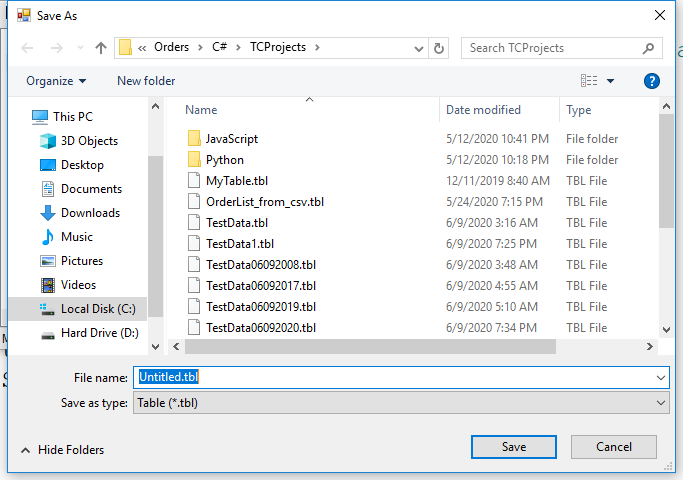 Save As
« Orders > C# > TCProjects >
Search TCProjects
Organize
New folder
?
This PC
3D Objects
Desktop
Documents
Downloads
Music
Pictures
Videos
Local Disk (C:)
Hard Drive (D:)
Name Date modified Type
JavaScript 5/12/2020 10:41 PM File folder
Python 5/12/2020 10:18 PM File folder
MyTable.tbl 12/11/2019 8:40 AM TBL File
OrderList_from_csv.tbl 5/24/2020 7:15 PM TBL File
TestData.tbl 6/9/2020 3:16 AM TBL File
TestData1.tbl 6/9/2020 7:25 PM TBL File
TestData06092008.tbl 6/9/2020 3:48 AM TBL File
TestData06092017.tbl 6/9/2020 4:55 AM TBL File
TestData06092019.tbl 6/9/2020 5:10 AM TBL File
TestData06092020.tbl 6/9/2020 7:34 PM TBL File
File name: Untitled.tbl
Save as type: Table (*.tbl)
Hide Folders
Save
Cancel